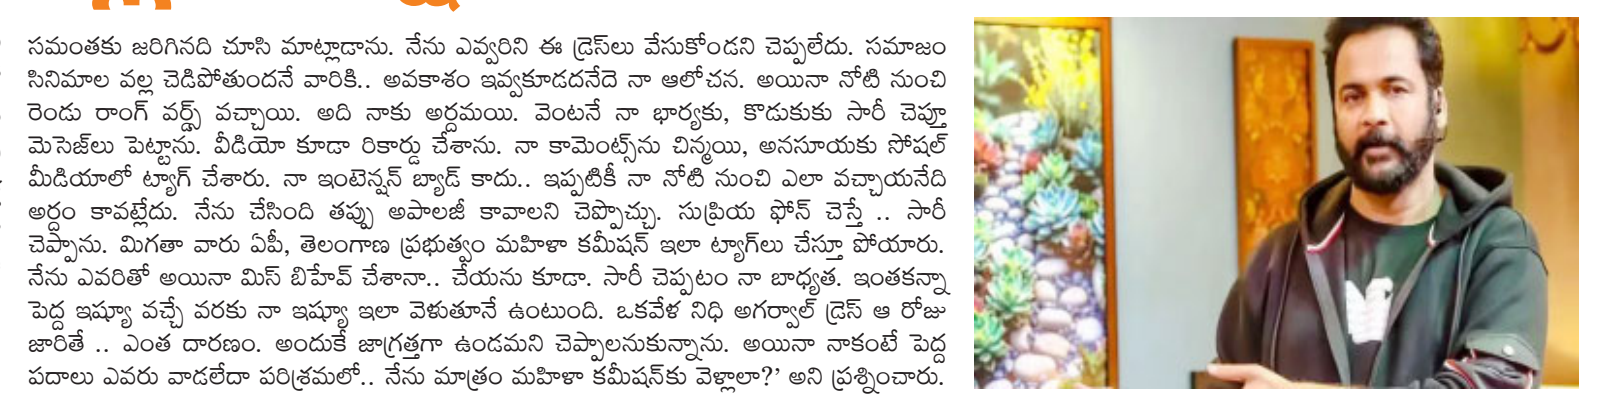 సమంతకు జరిగినది చూసి మాట్లాడాను. నేను ఎవ్వరిని ఈ డ్రెస్‌లు వేసుకోండని చెప్పలేదు. సమాజం
సినిమాల వల్ల చెడిపోతుందనే వారికి.. అవకాశం ఇవ్వకూడదనేదె నా ఆలోచన. అయినా నోటి నుంచి
రెండు రాంగ్ వర్డ్స్ వచ్చాయి. అది నాకు అర్దమయి. వెంటనే నా భార్యకు, కొడుకుకు సారీ చెప్తూ
మెసెజ్‌లు పెట్టాను. వీడియో కూడా రికార్డు చేశాను. నా కామెంట్స్‌ను చిన్మయి, అనసూయకు సోషల్
మీడియాలో ట్యాగ్ చేశారు. నా ఇంటెన్షన్ బ్యాడ్ కాదు.. ఇప్పటికీ నా నోటి నుంచి ఎలా వచ్చాయనేది
అర్దం కావట్లేదు. నేను చేసింది తప్పు అపాలజీ కావాలని చెప్పొచ్చు. సుప్రియ ఫోన్ చెస్తే .. సారీ
చెప్పాను. మిగతా వారు ఏపీ, తెలంగాణ ప్రభుత్వం మహిళా కమీషన్ ఇలా ట్యాగ్‌లు చేస్తూ పోయారు.
నేను ఎవరితో అయినా మిస్ బిహేవ్ చేశానా.. చేయను కూడా. సారీ చెప్పటం నా బాధ్యత. ఇంతకన్నా
పెద్ద ఇష్యూ వచ్చే వరకు నా ఇష్యూ ఇలా వెళుతూనే ఉంటుంది. ఒకవేళ నిధి అగర్వాల్ డ్రెస్ ఆ రోజు
జారితే .. ఎంత దారణం. అందుకే జాగ్రత్తగా ఉండమని చెప్పాలనుకున్నాను. అయినా నాకంటే పెద్ద
పదాలు ఎవరు వాడలేదా పరిశ్రమలో.. నేను మాత్రం మహిళా కమీషన్‌కు వెళ్లాలా?’ అని ప్రశ్నించారు.